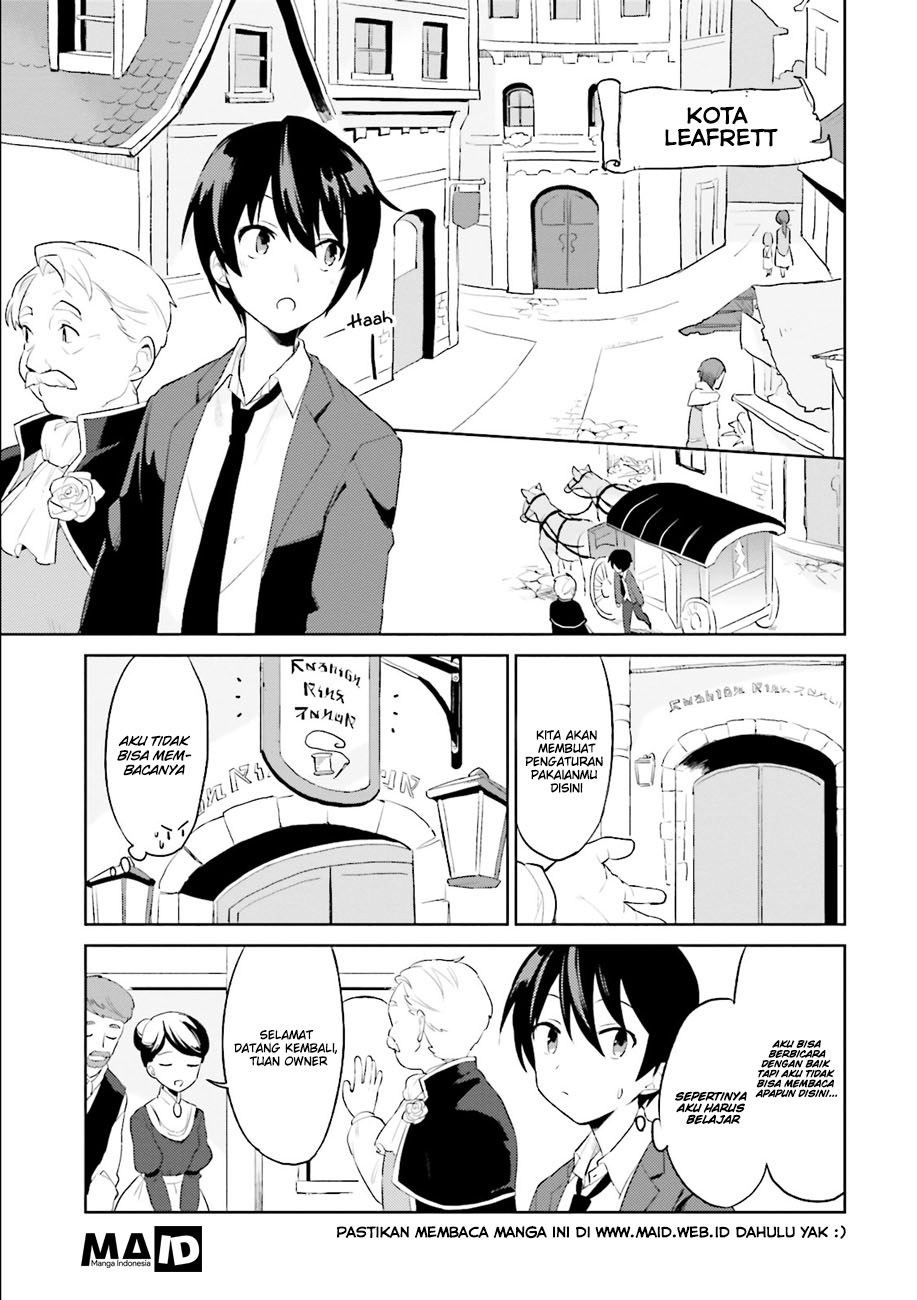 KOTA
LEAFRETT
Haah
KITA AKAN
MEMBUAT
PENGATURAN
PAKAIANMU
DISINI
AKU TIDAK
BISA MEM-
BACANYA
AKU BISA
BERBICARA
DENGAN BAIK
TAPI AKU TIDAK
BISA MEMBACA
APAPUN DISINI...
SEPERTINYA
AKU HARUS
BELAJAR
SELAMAT
DATANG KEMBALI,
TUAN OWNER
MAID
Manga Indonesia
PASTIKAN MEMBACA MANGA INI DI WWW.MAID.WEB.ID DAHULU YAK :)